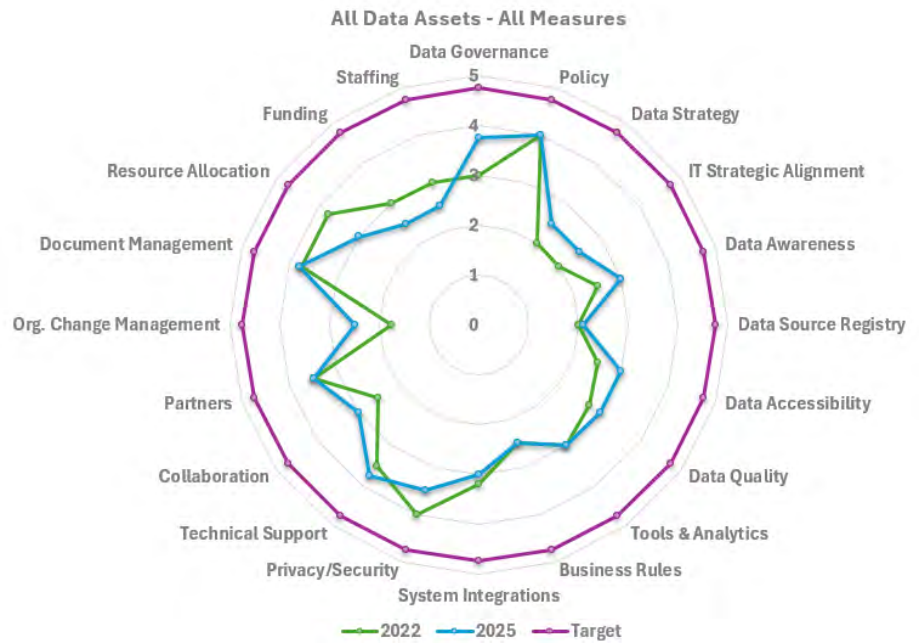 All Data Assets - All Measures
Data Governance
Policy
Data Strategy
IT Strategic Alignment
Data Awareness
Data Source Registry
Data Accessibility
Data Quality
Tools & Analytics
Business Rules
System Integrations
Privacy/Security
Technical Support
Collaboration
Partners
Org. Change Management
Document Management
Resource Allocation
Funding
Staffing
5
4
3
2
1
0
2022 2025 Target